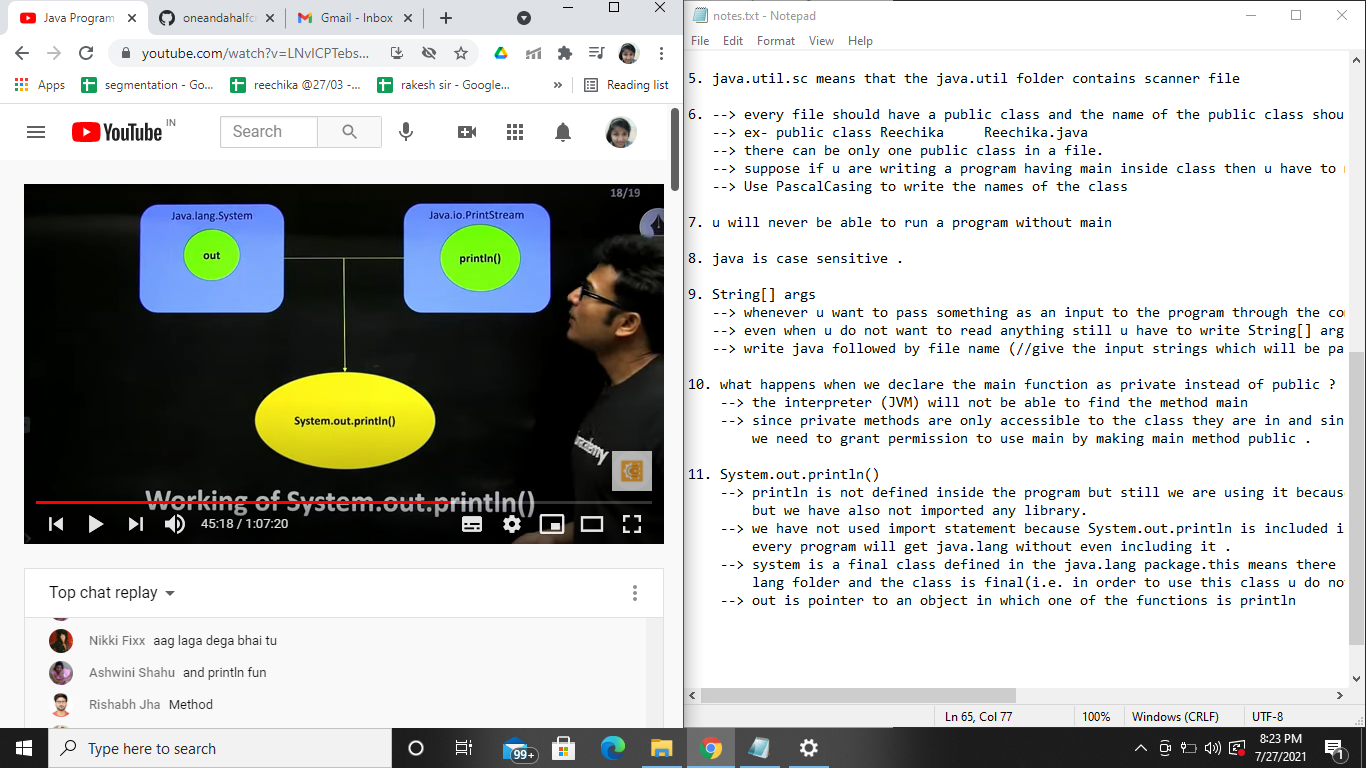 Java Program
oneandahalfc
Gmail - Inbox
youtube.com/watch?v=LNvlCPTebs...
Apps
segmentation - Go...
reechika @27/03 -...
rakesh sir - Google...
»
Reading list
YouTube IN
Search
18/19
Java.lang.System
Java.io.PrintStream
out
println()
System.out.println()
Working of System.out.println()
45:18 / 1:07:20
Top chat replay
Nikki Fixx aag laga dega bhai tu
Ashwini Shahu and println fun
Rishabh Jha Method
notes.txt - Notepad
File Edit Format View Help
5. java.util.sc means that the java.util folder contains scanner file
6. --> every file should have a public class and the name of the public class shou
--> ex- public class Reechika Reechika.java
--> there can be only one public class in a file.
--> suppose if u are writing a program having main inside class then u have to
--> Use PascalCasing to write the names of the class
7. u will never be able to run a program without main
8. java is case sensitive .
9. String[] args
--> whenever u want to pass something as an input to the program through the co
--> even when u do not want to read anything still u have to write String[] arg
--> write java followed by file name (//give the input strings which will be pa
10. what happens when we declare the main function as private instead of public ?
--> the interpreter (JVM) will not be able to find the method main
--> since private methods are only accessible to the class they are in and sin
we need to grant permission to use main by making main method public .
11. System.out.println()
--> println is not defined inside the program but still we are using it becaus
but we have also not imported any library.
--> we have not used import statement because System.out.println is included i
every program will get java.lang without even including it .
--> system is a final class defined in the java.lang package.this means there
lang folder and the class is final(i.e. in order to use this class u do no
--> out is pointer to an object in which one of the functions is println
Ln 65, Col 77
100%
Windows (CRLF)
UTF-8
Type here to search
99+
8:23 PM
7/27/2021
1